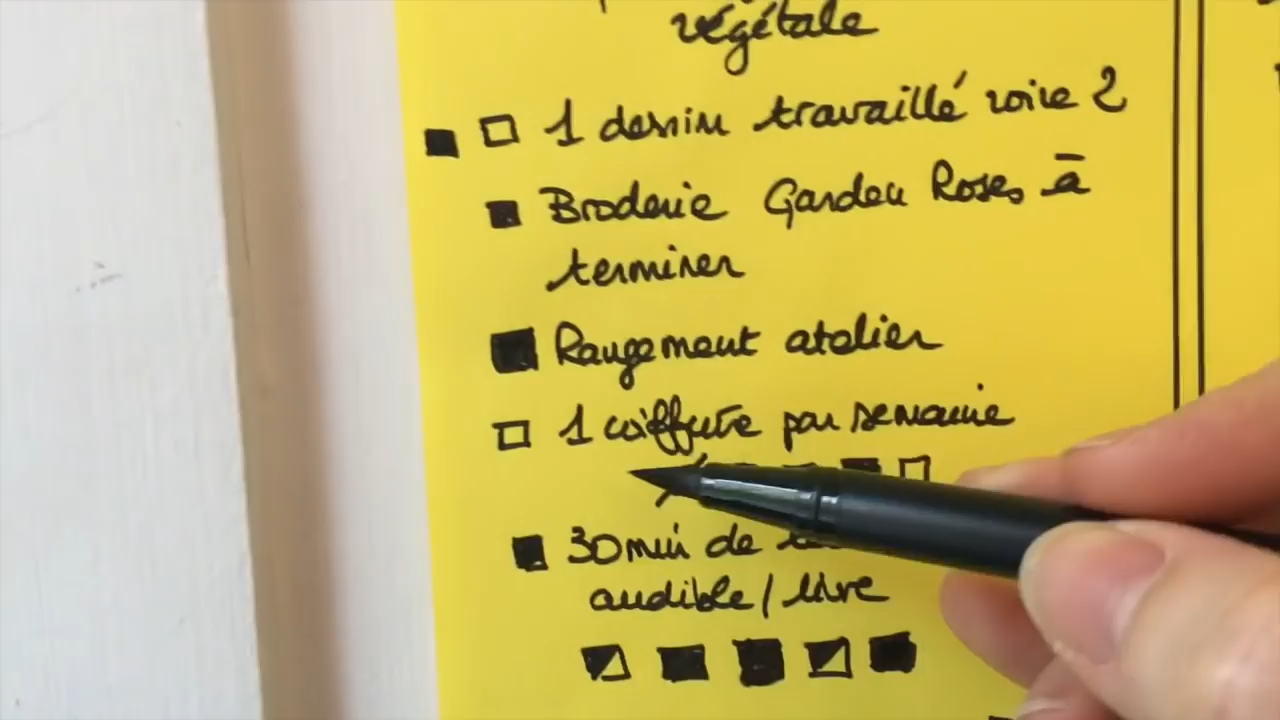 végétale
1 dessin travaillé voire 2
Broderie Garden Roses à
terminer
Rangement atelier
1 coiffure par semaine
30min de
audible / livre